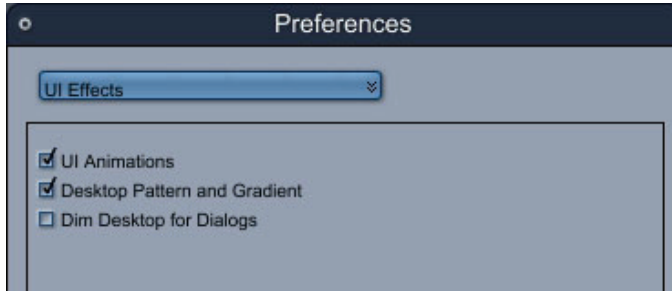 Preferences
UI Effects
UI Animations
Desktop Pattern and Gradient
Dim Desktop for Dialogs